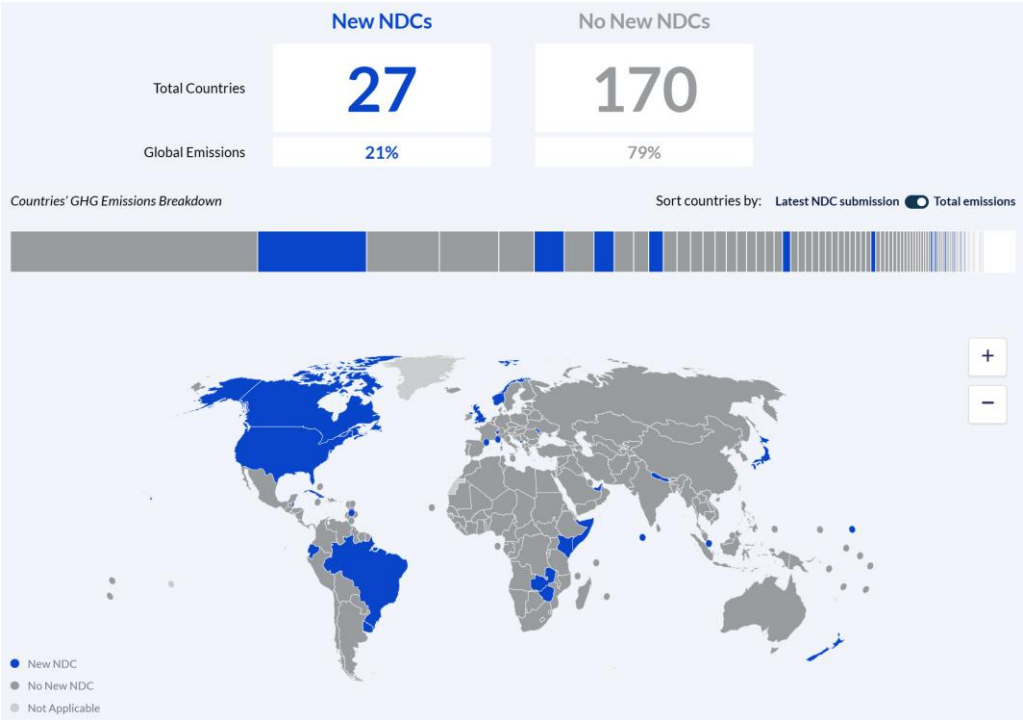 New NDCs No New NDCs
Total Countries 27 170
Global Emissions 21% 79%
Countries' GHG Emissions Breakdown Sort countries by: Latest NDC submission Total emissions
+
−
New NDC
No New NDC
Not Applicable